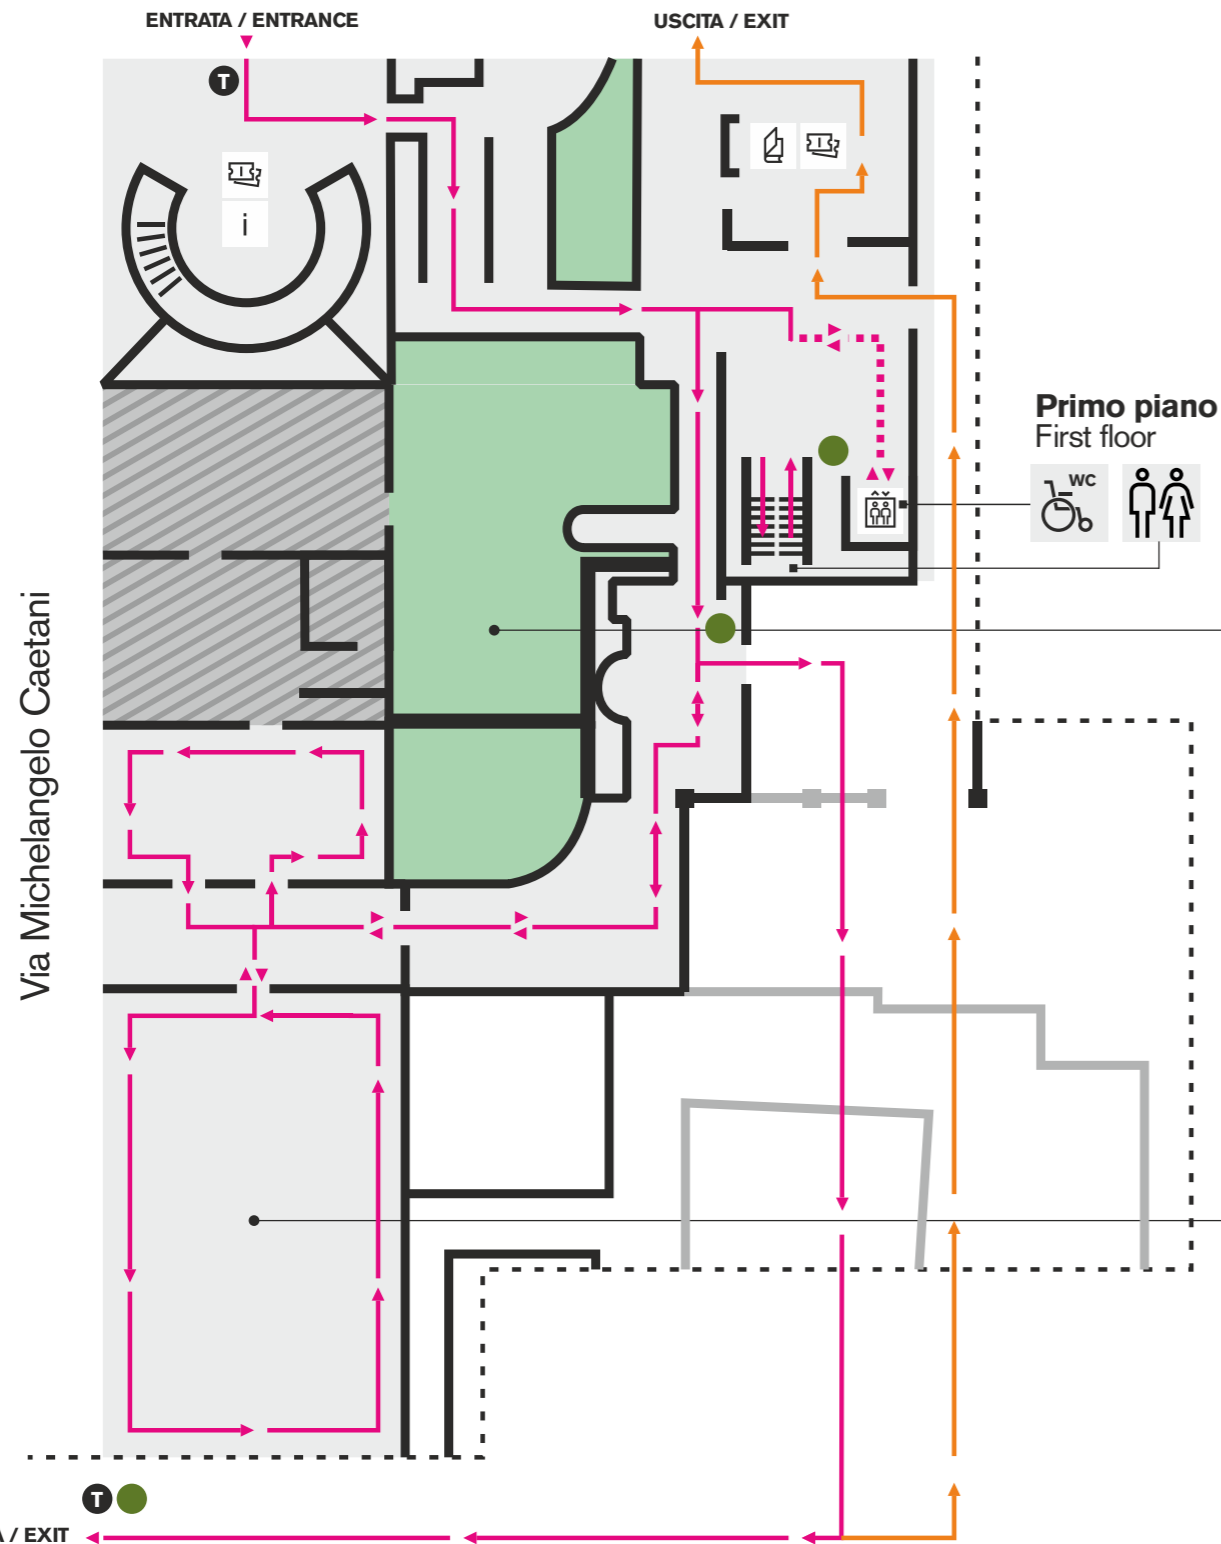 ENTRATA / ENTRANCE
USCITA / EXIT
T
i
Primo piano
First floor
WC
Via Michelangelo Caetani
T
A / EXIT